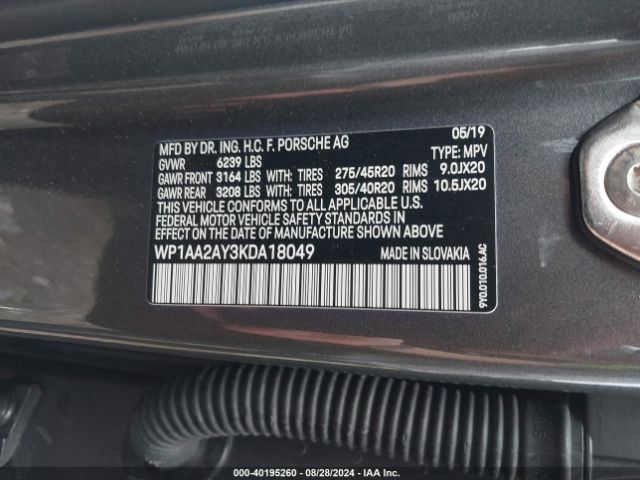 MFD BY DR. ING. H.C. F. PORSCHE AG 05/19
GVWR 6239 LBS TYPE: MPV
GAWR FRONT 3164 LBS WITH: TIRES 275/45R20 RIMS 9.0JX20
GAWR REAR 3208 LBS WITH: TIRES 305/40R20 RIMS 10.5JX20
THIS VEHICLE CONFORMS TO ALL APPLICABLE U.S.
FEDERAL MOTOR VEHICLE SAFETY STANDARDS
IN EFFECT ON THE DATE OF MANUFACTURE
SHOWN ABOVE
WP1AA2AY3KDA18049 MADE IN SLOVAKIA
9Y0.010.016.AC
000-40195260 - 08/28/2024 - IAA Inc.